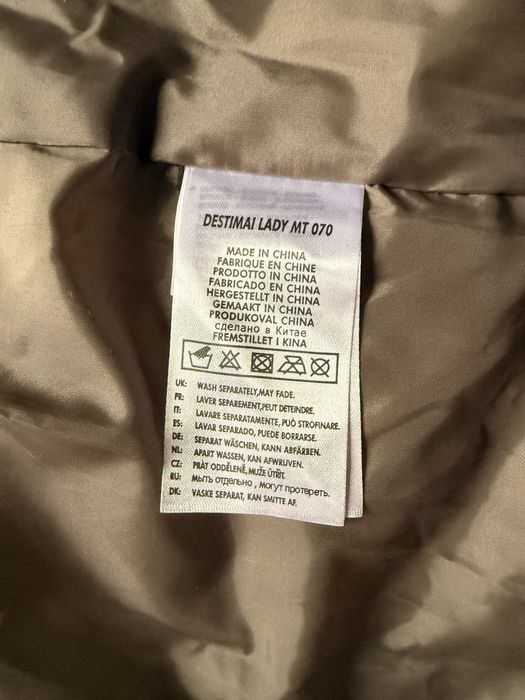 DESTIMAI LADY MT 070
MADE IN CHINA
FABRIQUE EN CHINE
PRODOTTO IN CHINA
FABRICADO EN CHINA
HERGESTELLT IN CHINA
GEMAAKT IN CHINA
PRODUKOVAL CHINA
сделано в Китае
FREMSTILLET I KINA
UK: WASH SEPARATELY,MAY FADE.
FR: LAVER SEPAREMENT,PEUT DETEINDRE.
IT: LAVARE SEPARATAMENTE, PUÒ STROFINARE.
ES: LAVAR SEPARADO, PUEDE BORRARSE.
DE: SEPARAT WÄSCHEN, KANN ABFÄRBEN.
NL: APART WASSEN, KAN AFWRIJVEN.
CZ: PRÁT ODDĚLENĚ, MUŽE ÚTŘÍT.
RU: мыть отдельно , могут протереть.
DK: VASKE SEPARAT, KAN SMITTE AF.